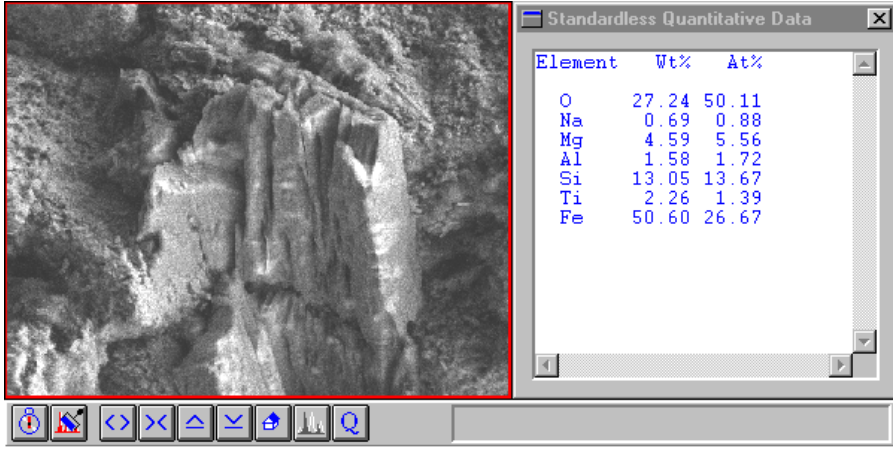 Standardless Quantitative Data
Element Wt% At%
O 27.24 50.11
Na 0.69 0.88
Mg 4.59 5.56
Al 1.58 1.72
Si 13.05 13.67
Ti 2.26 1.39
Fe 50.60 26.67
Q